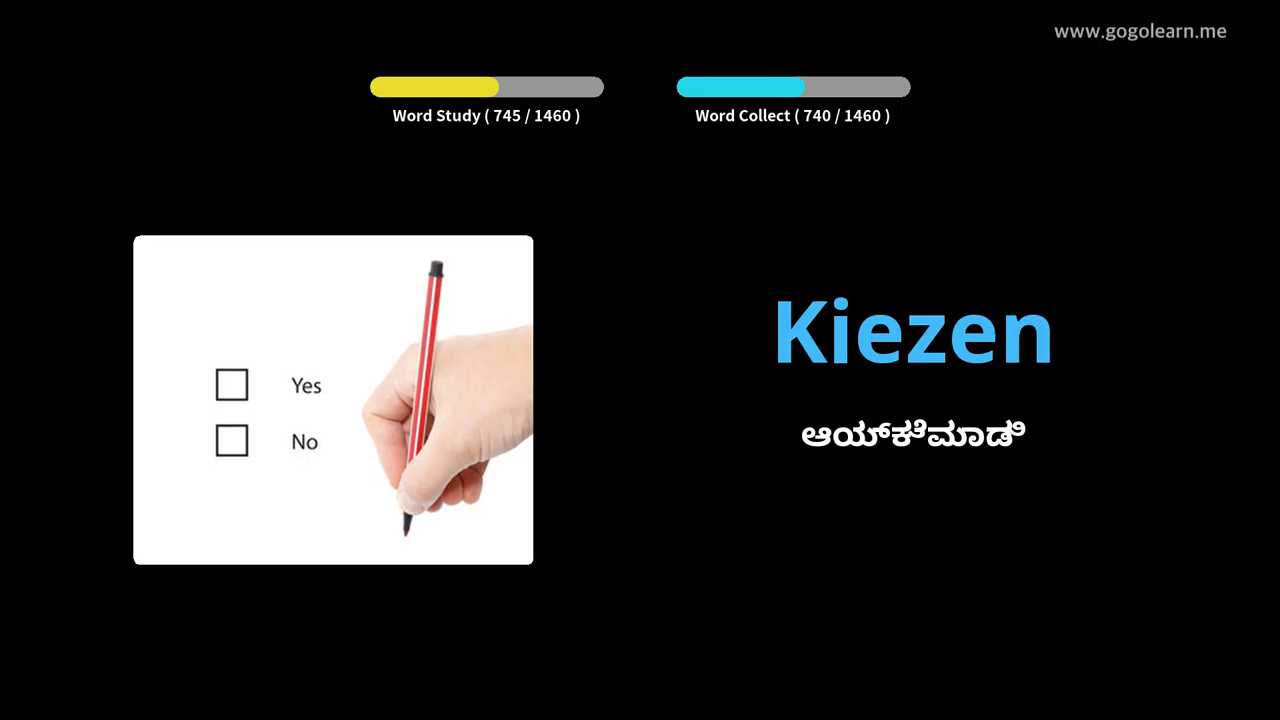 www.gogolearn.me
Word Study ( 745 / 1460 )
Word Collect ( 740 / 1460 )
Yes
No
Kiezen
ಆಯ್ಕೆಮಾಡಿ